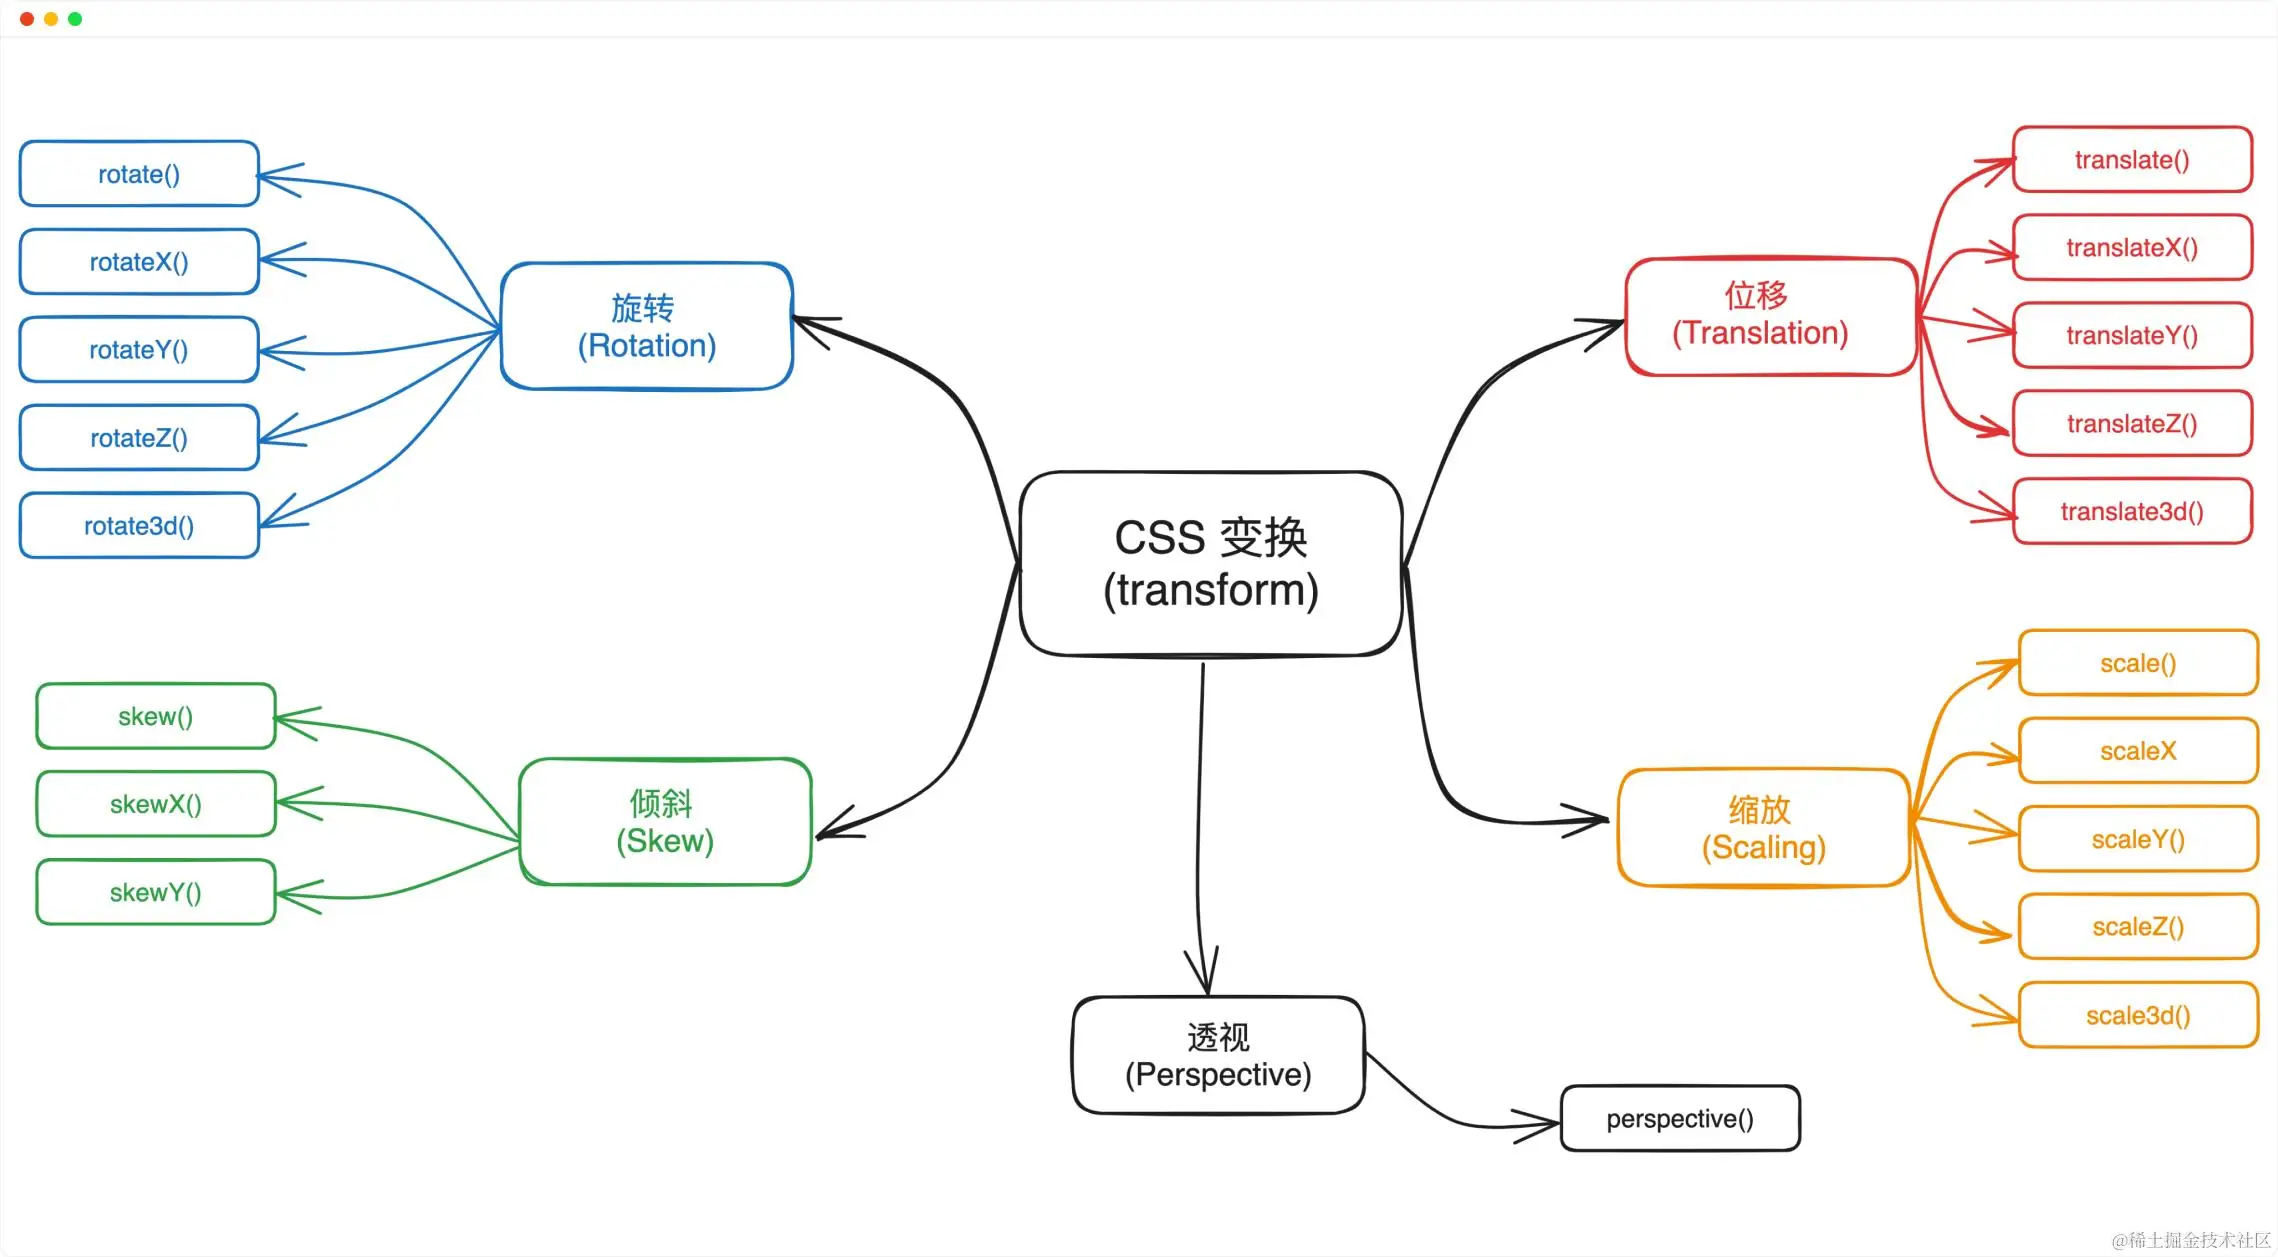 CSS 变换
(transform)
旋转
(Rotation)
rotate()
rotateX()
rotateY()
rotateZ()
rotate3d()
倾斜
(Skew)
skew()
skewX()
skewY()
位移
(Translation)
translate()
translateX()
translateY()
translateZ()
translate3d()
缩放
(Scaling)
scale()
scaleX
scaleY()
scaleZ()
scale3d()
透视
(Perspective)
perspective()
@稀土掘金技术社区